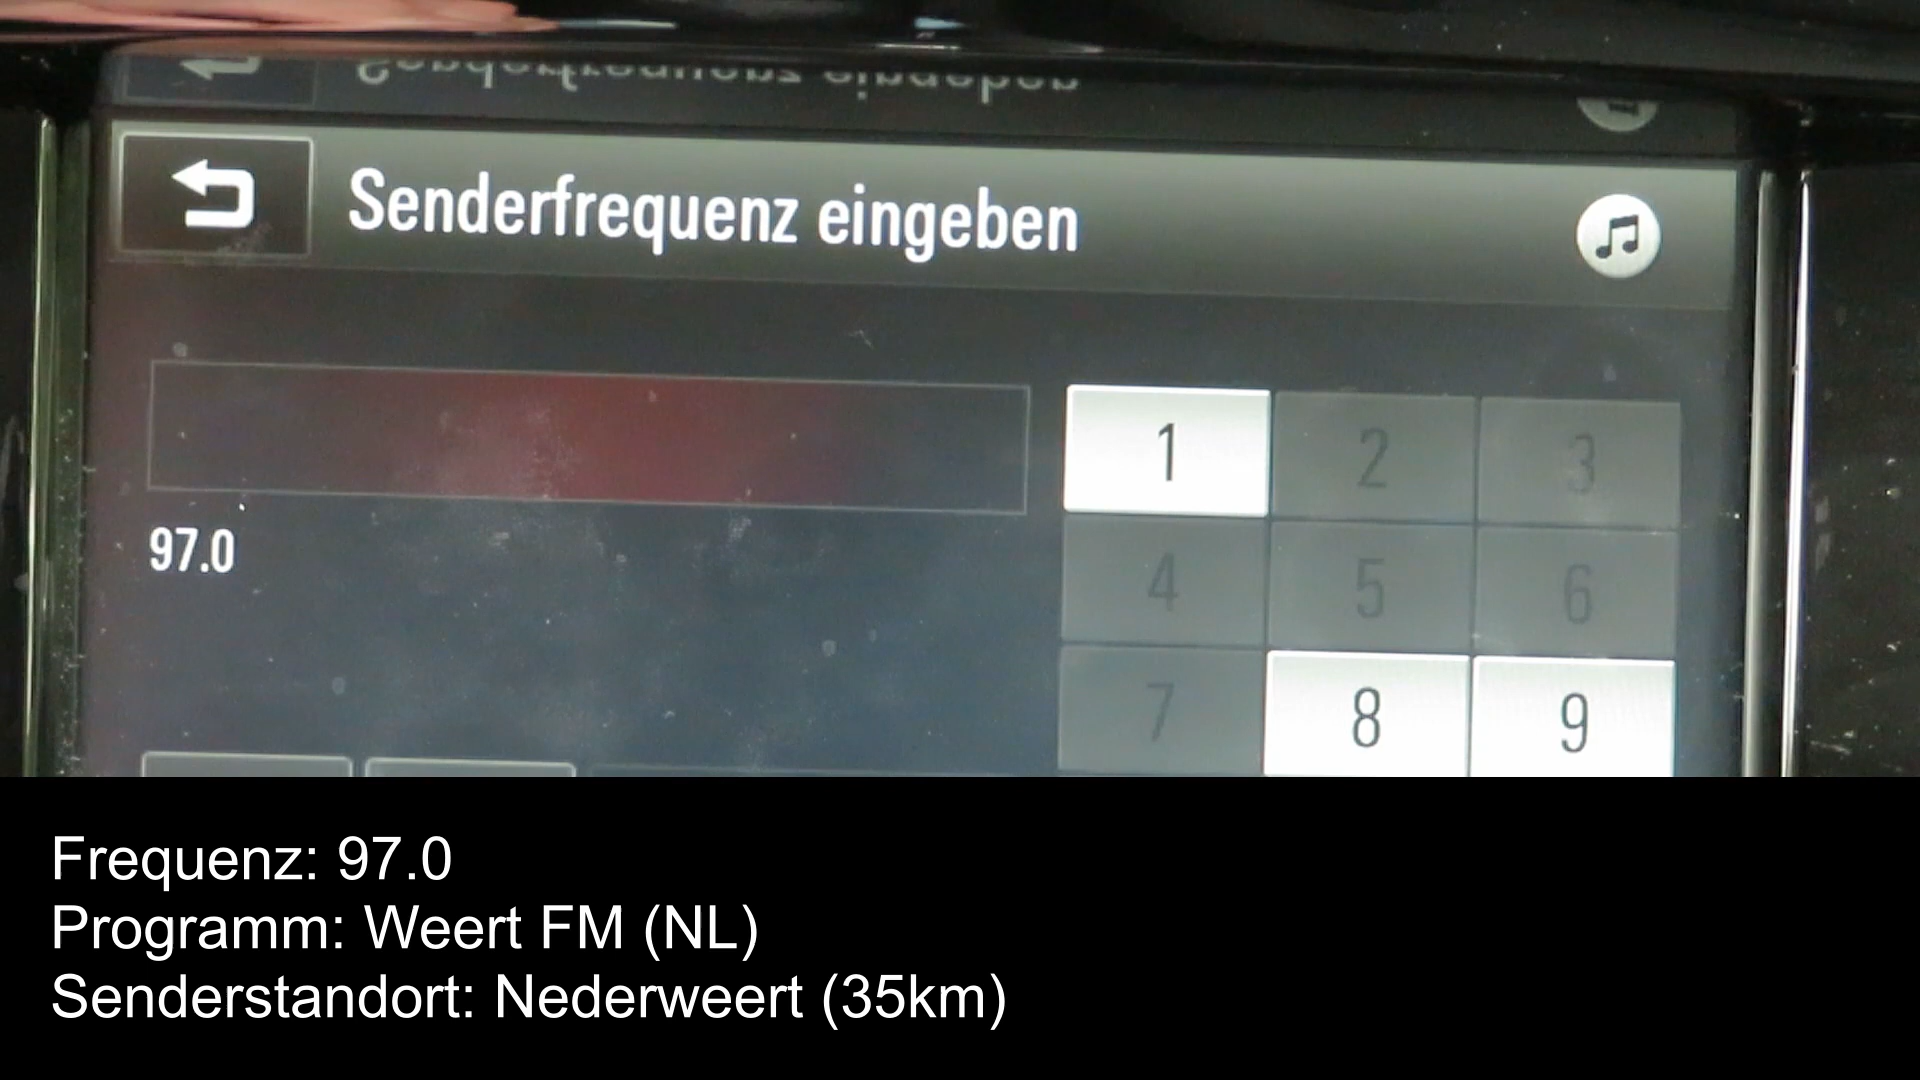 Senderfrequenz eingeben
1 2 3
97.0
4 5 6
7 8 9
Frequenz: 97.0
Programm: Weert FM (NL)
Senderstandort: Nederweert (35km)